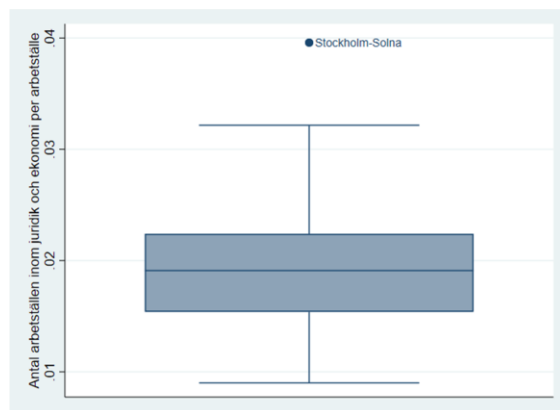 Antal arbetställen inom juridik och ekonomi per arbetställe
.04
.03
.02
.01
Stockholm-Solna